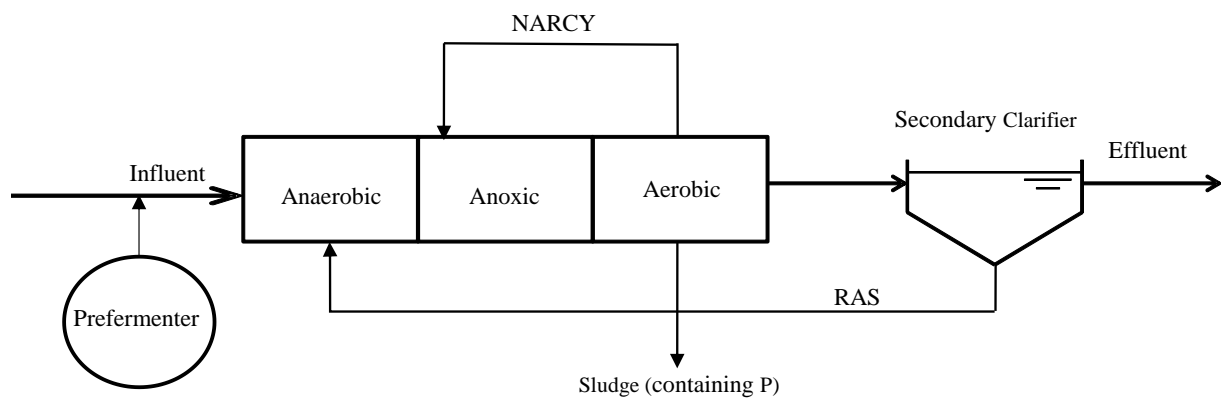 NARCY
Secondary Clarifier
Influent
Effluent
Anaerobic
Anoxic
Aerobic
RAS
Prefermenter
Sludge (containing P)